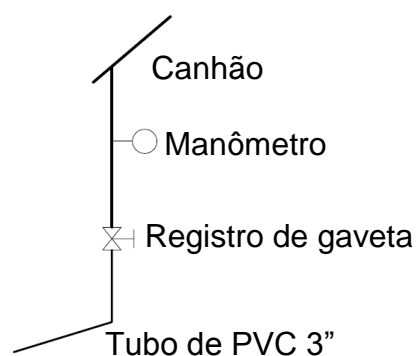 Canhão
Manômetro
Registro de gaveta
Tubo de PVC 3”